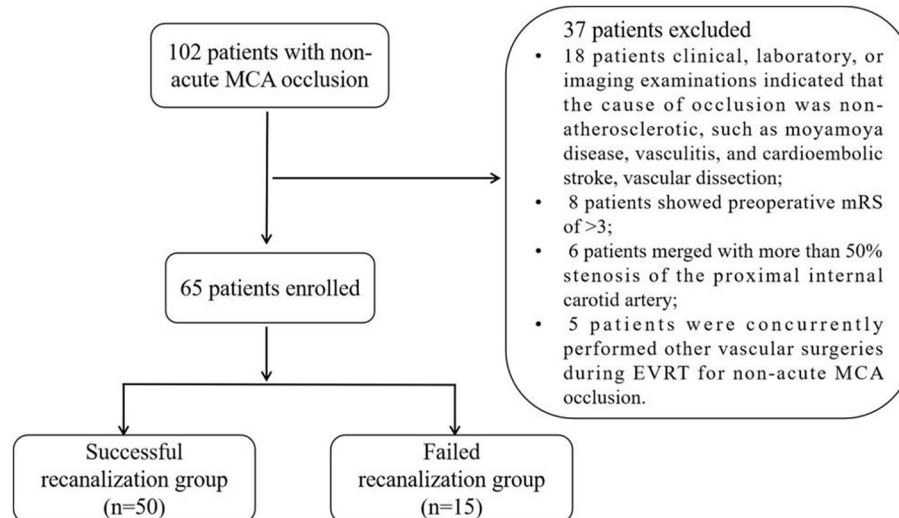 102 patients with non-
acute MCA occlusion
37 patients excluded
• 18 patients clinical, laboratory, or
imaging examinations indicated that
the cause of occlusion was non-
atherosclerotic, such as moyamoya
disease, vasculitis, and cardioembolic
stroke, vascular dissection;
• 8 patients showed preoperative mRS
of >3;
• 6 patients merged with more than 50%
stenosis of the proximal internal
carotid artery;
• 5 patients were concurrently
performed other vascular surgeries
during EVRT for non-acute MCA
occlusion.
65 patients enrolled
Successful
recanalization group
(n=50)
Failed
recanalization group
(n=15)